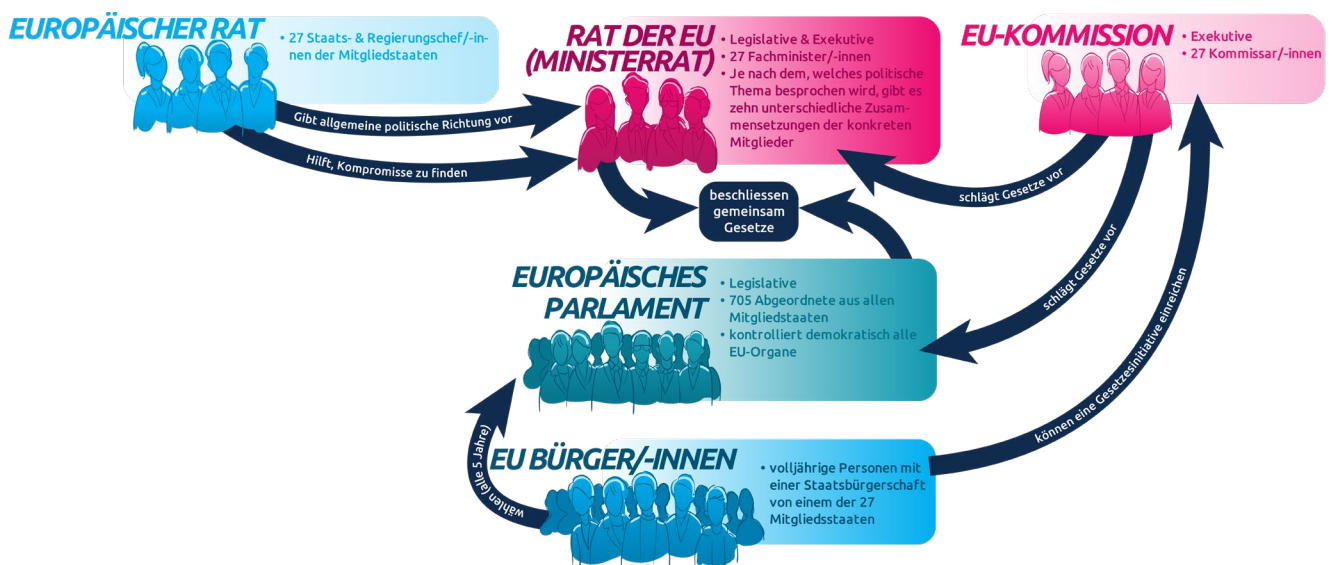 EUROPÄISCHER RAT
• 27 Staats- & Regierungschef/-in-
nen der Mitgliedstaaten
Gibt allgemeine politische Richtung vor
Hilft, Kompromisse zu finden
RAT DER EU
(MINISTERRAT)
• Legislative & Exekutive
• 27 Fachminister/-innen
• Je nach dem, welches politische
Thema besprochen wird, gibt es
zehn unterschiedliche Zusam-
mensetzungen der konkreten
Mitglieder
EU-KOMMISSION
• Exekutive
• 27 Kommissar/-innen
schlägt Gesetze vor
schlägt Gesetze vor
beschliessen
gemeinsam
Gesetze
EUROPÄISCHES
PARLAMENT
• Legislative
• 705 Abgeordnete aus allen
Mitgliedstaaten
• kontrolliert demokratisch alle
EU-Organe
können eine Gesetzesinitiative einreichen
wählen (alle 5 Jahre)
EU BÜRGER/-INNEN
• volljährige Personen mit
einer Staatsbürgerschaft
von einem der 27
Mitgliedsstaaten